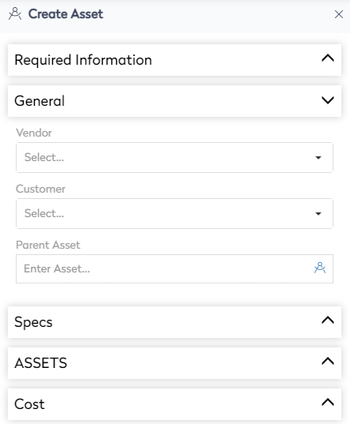 Create Asset
Required Information
General
Vendor
Select...
Customer
Select...
Parent Asset
Enter Asset...
Specs
ASSETS
Cost